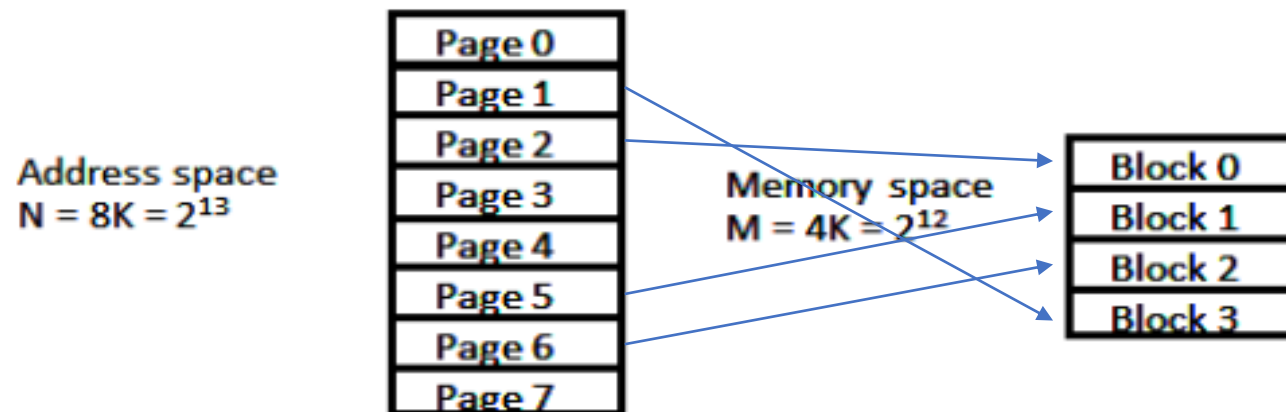 Page 0
Page 1
Page 2
Page 3
Page 4
Page 5
Page 6
Page 7
Address space
N = 8K = 2¹³
Memory space
M = 4K = 2¹²
Block 0
Block 1
Block 2
Block 3